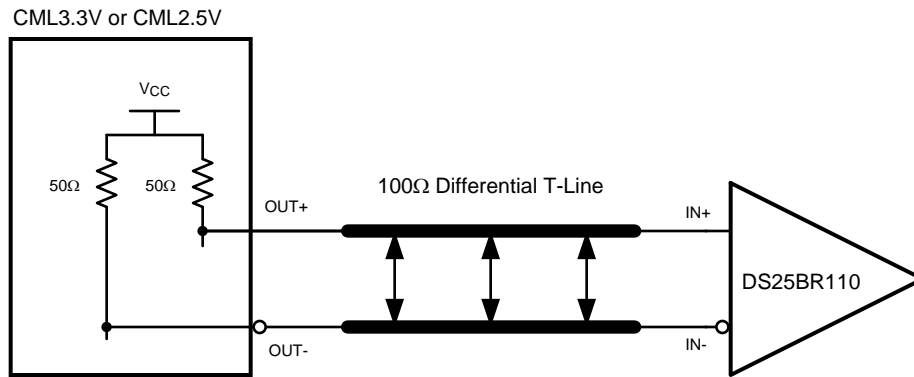 CML3.3V or CML2.5V
VCC
50Ω
50Ω
100Ω Differential T-Line
OUT+
IN+
DS25BR110
OUT-
IN-